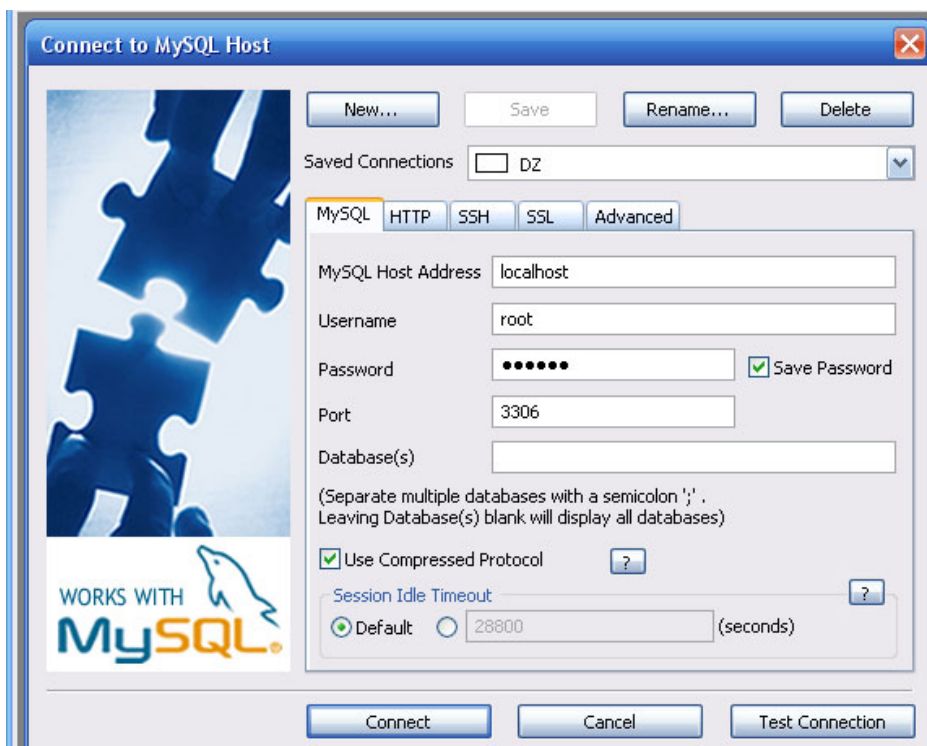 Connect to MySQL Host
New... Save Rename... Delete
Saved Connections DZ
MySQL HTTP SSH SSL Advanced
MySQL Host Address localhost
Username root
Password •••••• Save Password
Port 3306
Database(s)
(Separate multiple databases with a semicolon ';' .
Leaving Database(s) blank will display all databases)
Use Compressed Protocol ?
Session Idle Timeout ?
Default 28800 (seconds)
WORKS WITH
MySQL®
Connect Cancel Test Connection